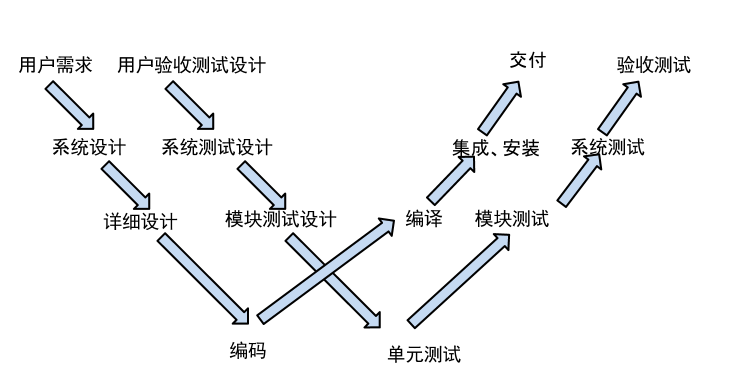 用户需求
用户验收测试设计
交付
验收测试
系统设计
系统测试设计
集成、安装
系统测试
详细设计
模块测试设计
编译
模块测试
编码
单元测试